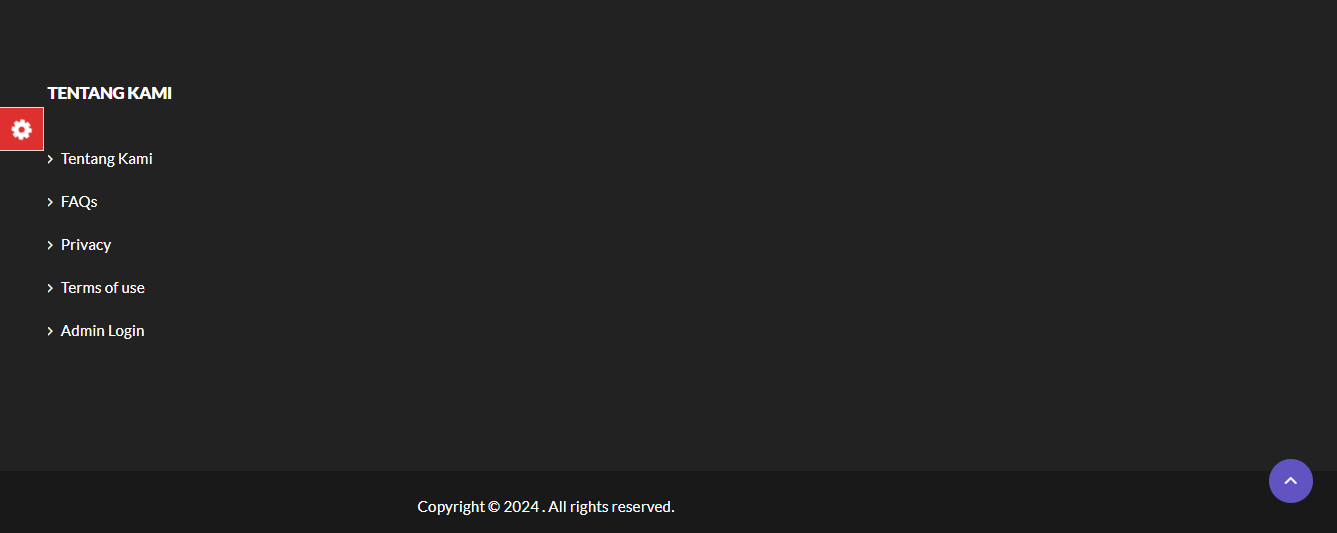 TENTANG KAMI
Tentang Kami
FAQs
Privacy
Terms of use
Admin Login
Copyright © 2024 . All rights reserved.